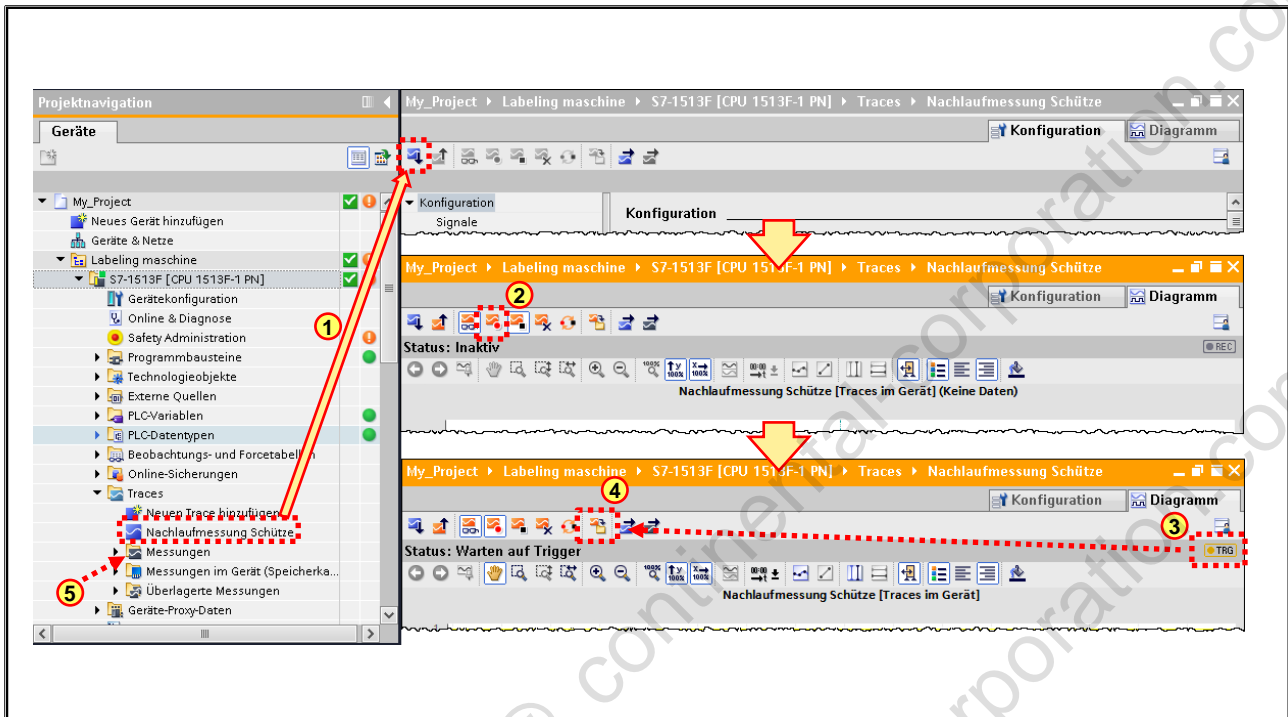 Projektnavigation
Geräte
My_Project
Neues Gerät hinzufügen
Geräte & Netze
Labeling maschine
S7-1513F [CPU 1513F-1 PN]
Gerätekonfiguration
Online & Diagnose
Safety Administration
Programmbausteine
Technologieobjekte
Externe Quellen
PLC-Variablen
PLC-Datentypen
Beobachtungs- und Forcetabellen
Online-Sicherungen
Traces
Neuen Trace hinzufügen
Nachlaufmessung Schütze
Messungen
Messungen im Gerät (Speicherka...
Überlagerte Messungen
Geräte-Proxy-Daten
1
5
My_Project Labeling maschine S7-1513F [CPU 1513F-1 PN] Traces Nachlaufmessung Schütze
Konfiguration Diagramm
Konfiguration
Signale
Konfiguration
My_Project Labeling maschine S7-1513F [CPU 1513F-1 PN] Traces Nachlaufmessung Schütze
2
Konfiguration Diagramm
Status: Inaktiv
REC
Nachlaufmessung Schütze [Traces im Gerät] (Keine Daten)
My_Project Labeling maschine S7-1513F [CPU 1513F-1 PN] Traces Nachlaufmessung Schütze
4
Konfiguration Diagramm
3
Status: Warten auf Trigger
TRG
Nachlaufmessung Schütze [Traces im Gerät]
© continental-corporation.co